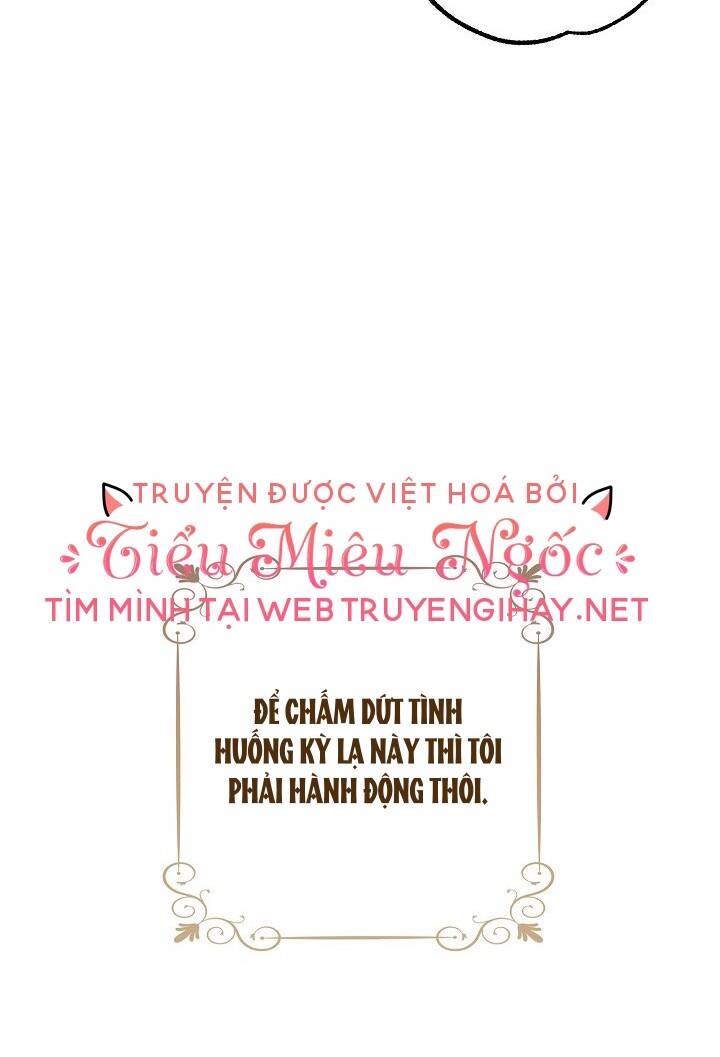 TRUYỆN ĐƯỢC VIỆT HOÁ BỞI
Tiểu Miêu Ngốc
TÌM MÌNH TẠI WEB TRUYENGIHAY.NET
ĐỂ CHẤM DỨT TÌNH
HUỐNG KỲ LẠ NÀY THÌ TÔI
PHẢI HÀNH ĐỘNG THÔI.